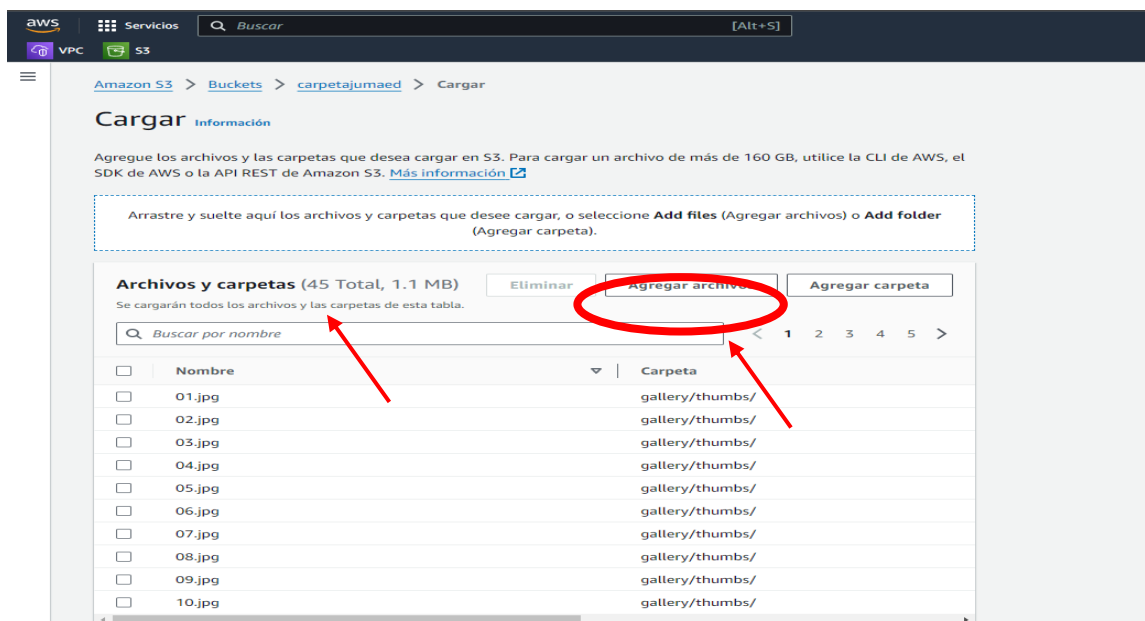 aws
Servicios
Buscar
[Alt+S]
VPC
S3
Amazon S3 > Buckets > carpetajumaed > Cargar
Cargar Información
Agregue los archivos y las carpetas que desea cargar en S3. Para cargar un archivo de más de 160 GB, utilice la CLI de AWS, el
SDK de AWS o la API REST de Amazon S3. Más información
Arrastre y suelte aquí los archivos y carpetas que desee cargar, o seleccione Add files (Agregar archivos) o Add folder
(Agregar carpeta).
Archivos y carpetas (45 Total, 1.1 MB)
Eliminar
Agregar archivos
Agregar carpeta
Se cargarán todos los archivos y las carpetas de esta tabla.
Buscar por nombre
< 1 2 3 4 5 >
Nombre
Carpeta
01.jpg gallery/thumbs/
02.jpg gallery/thumbs/
03.jpg gallery/thumbs/
04.jpg gallery/thumbs/
05.jpg gallery/thumbs/
06.jpg gallery/thumbs/
07.jpg gallery/thumbs/
08.jpg gallery/thumbs/
09.jpg gallery/thumbs/
10.jpg gallery/thumbs/